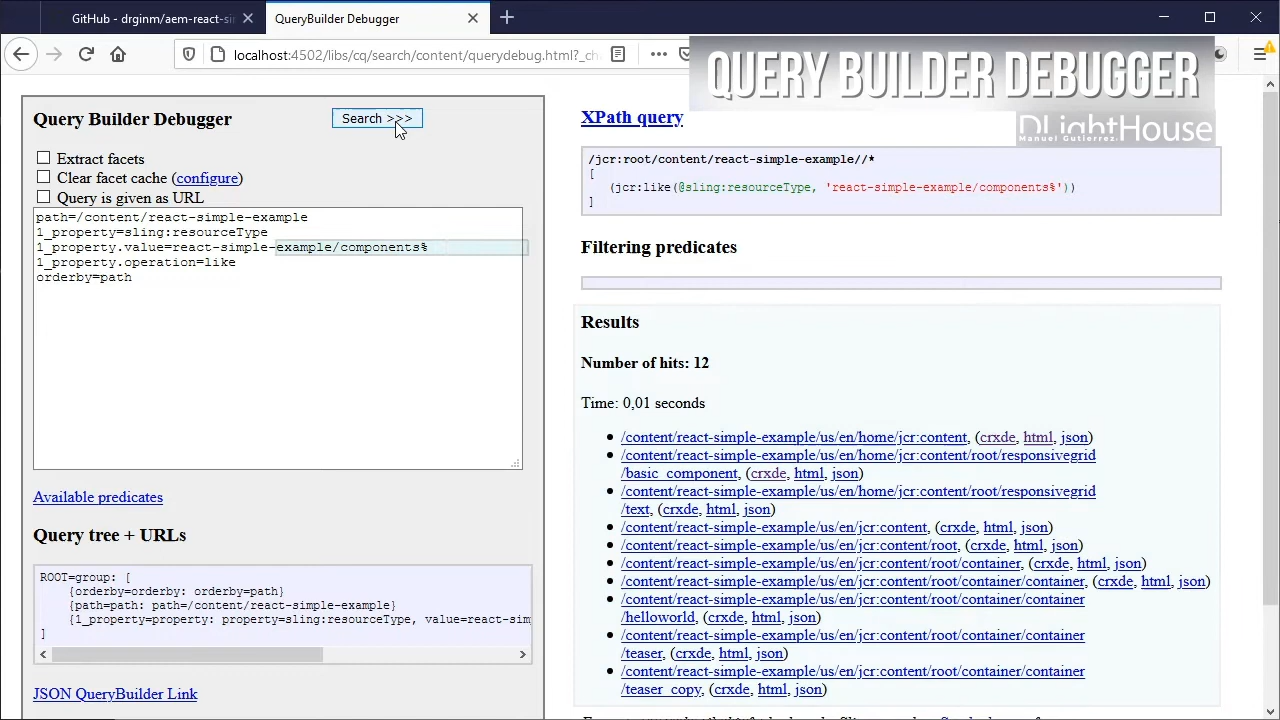 GitHub - drginm/aem-react-sim
QueryBuilder Debugger
localhost:4502/libs/cq/search/content/querydebug.html?_ch
QUERY BUILDER DEBUGGER
DLIGHTHOUSE
MANUEL GUTIERREZ
Query Builder Debugger
Search >>>
Extract facets
Clear facet cache (configure)
Query is given as URL
path=/content/react-simple-example
1_property=sling:resourceType
1_property.value=react-simple-example/components%
1_property.operation=like
orderby=path
Available predicates
Query tree + URLs
ROOT=group: [
{orderby=orderby: orderby=path}
{path=path: path=/content/react-simple-example}
{1_property=property: property=sling:resourceType, value=react-sim
]
JSON QueryBuilder Link
XPath query
/jcr:root/content/react-simple-example//*
[
(jcr:like(@sling:resourceType, 'react-simple-example/components%'))
]
Filtering predicates
Results
Number of hits: 12
Time: 0,01 seconds
/content/react-simple-example/us/en/home/jcr:content, (crxde, html, json)
/content/react-simple-example/us/en/home/jcr:content/root/responsivegrid
/basic_component, (crxde, html, json)
/content/react-simple-example/us/en/home/jcr:content/root/responsivegrid
/text, (crxde, html, json)
/content/react-simple-example/us/en/jcr:content, (crxde, html, json)
/content/react-simple-example/us/en/jcr:content/root, (crxde, html, json)
/content/react-simple-example/us/en/jcr:content/root/container, (crxde, html, json)
/content/react-simple-example/us/en/jcr:content/root/container/container, (crxde, html, json)
/content/react-simple-example/us/en/jcr:content/root/container/container
/helloworld, (crxde, html, json)
/content/react-simple-example/us/en/jcr:content/root/container/container
/teaser, (crxde, html, json)
/content/react-simple-example/us/en/jcr:content/root/container/container
/teaser_copy, (crxde, html, json)